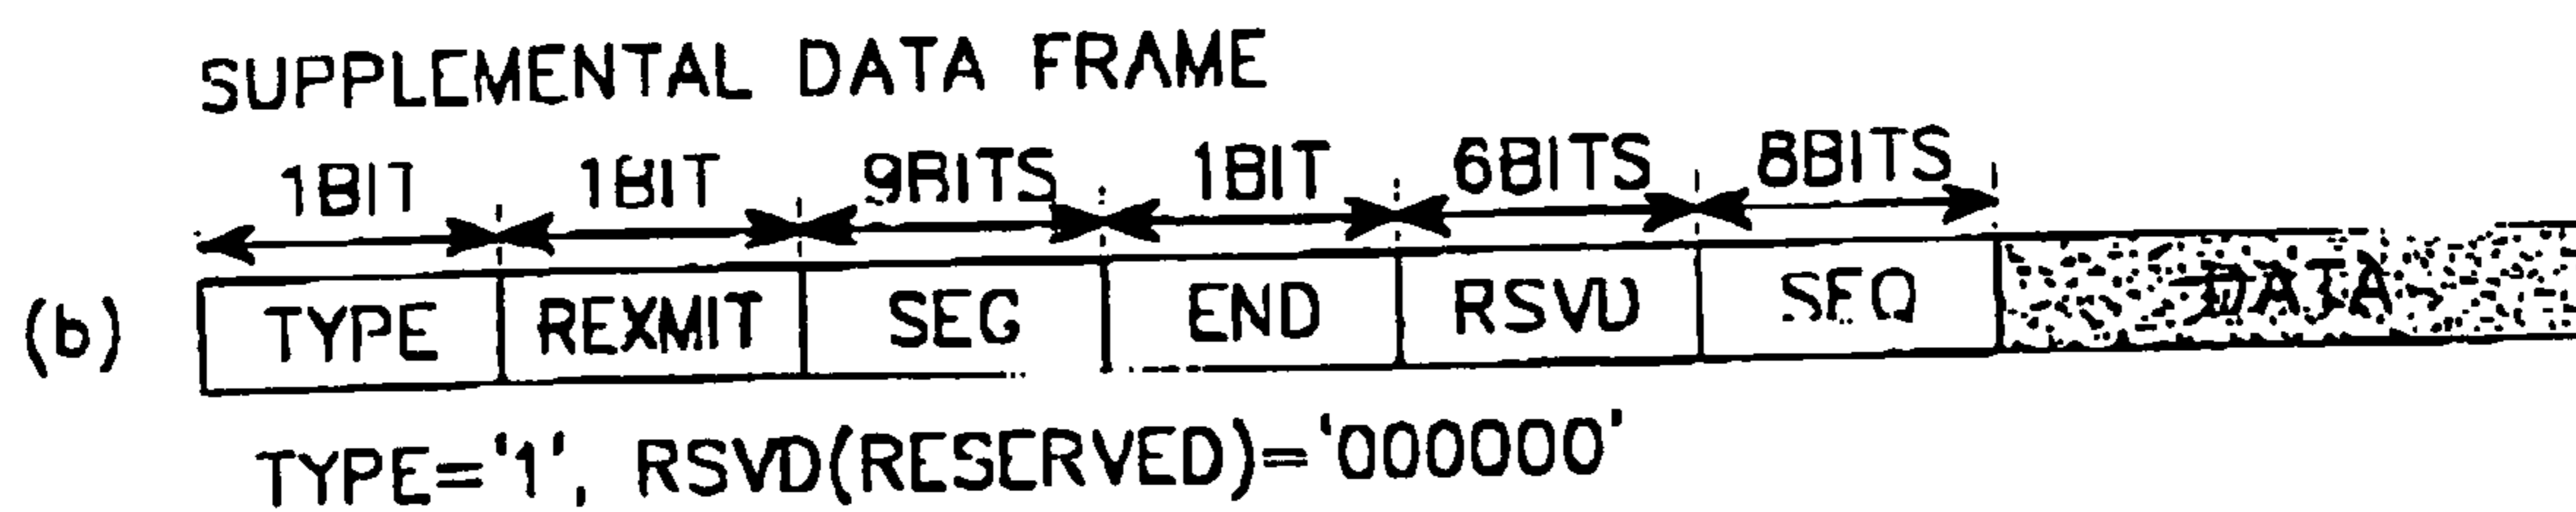 SUPPLEMENTAL DATA FRAME
1BIT 1BIT 9BITS 1BIT 6BITS 8BITS
(b) TYPE REXMIT SEG END RSVD SEQ DATA
TYPE='1', RSVD(RESERVED)='000000'